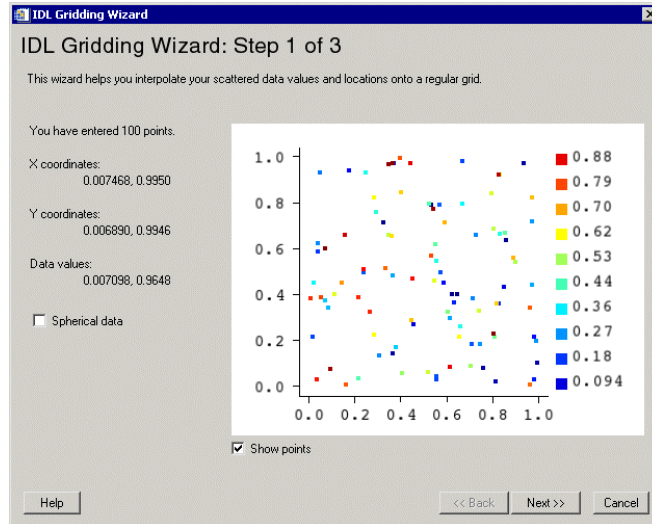 IDL Gridding Wizard
IDL Gridding Wizard: Step 1 of 3
This wizard helps you interpolate your scattered data values and locations onto a regular grid.
You have entered 100 points.
X coordinates:
0.007468, 0.9950
Y coordinates:
0.006890, 0.9946
Data values:
0.007098, 0.9648
Spherical data
1.0
0.8
0.6
0.4
0.2
0.0
0.0 0.2 0.4 0.6 0.8 1.0
0.88
0.79
0.70
0.62
0.53
0.44
0.36
0.27
0.18
0.094
Show points
Help
<< Back
Next >>
Cancel